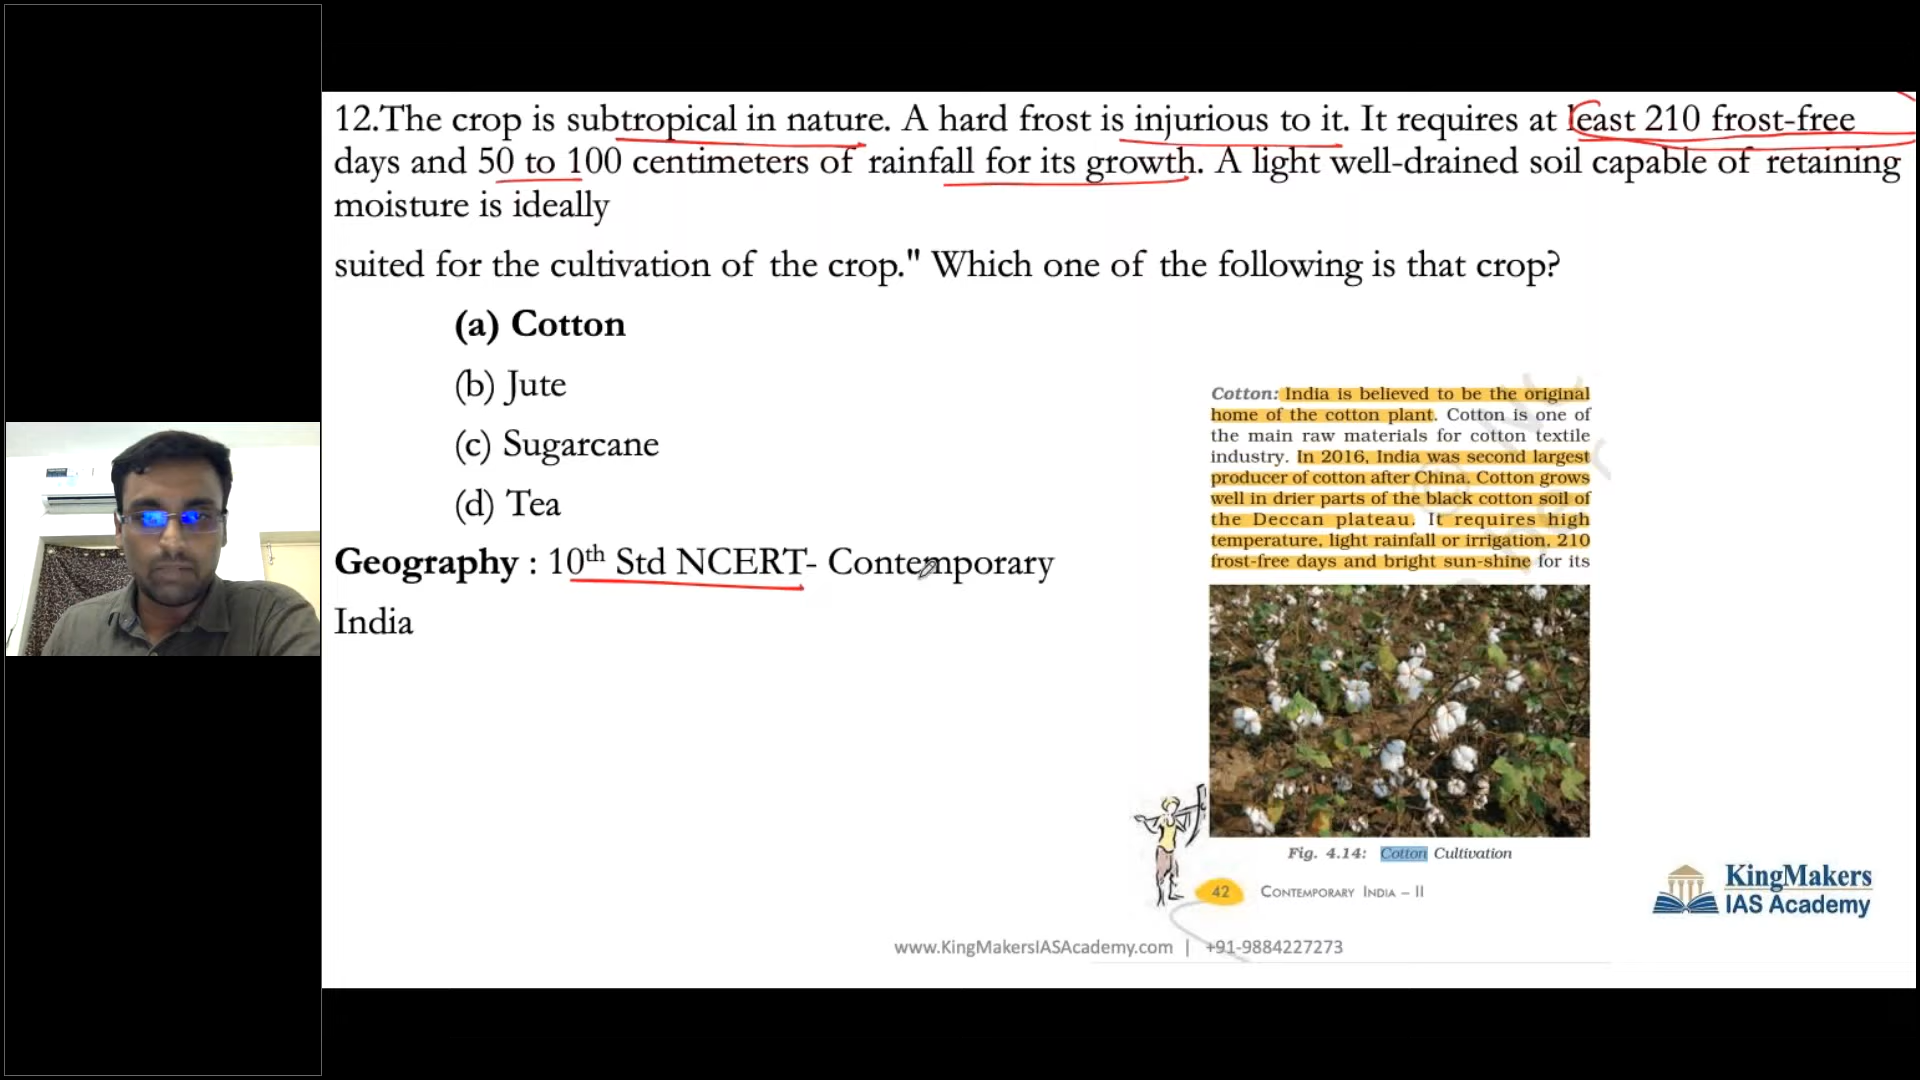 12.The crop is subtropical in nature. A hard frost is injurious to it. It requires at least 210 frost-free
days and 50 to 100 centimeters of rainfall for its growth. A light well-drained soil capable of retaining
moisture is ideally
suited for the cultivation of the crop." Which one of the following is that crop?
(a) Cotton
(b) Jute
(c) Sugarcane
(d) Tea
Geography : 10th Std NCERT- Contemporary
India
Cotton: India is believed to be the original
home of the cotton plant. Cotton is one of
the main raw materials for cotton textile
industry. In 2016, India was second largest
producer of cotton after China. Cotton grows
well in drier parts of the black cotton soil of
the Deccan plateau. It requires high
temperature, light rainfall or irrigation, 210
frost-free days and bright sun-shine for its
Fig. 4.14: Cotton Cultivation
42 CONTEMPORARY INDIA – II
KingMakers
IAS Academy
www.KingMakersIASAcademy.com | +91-9884227273